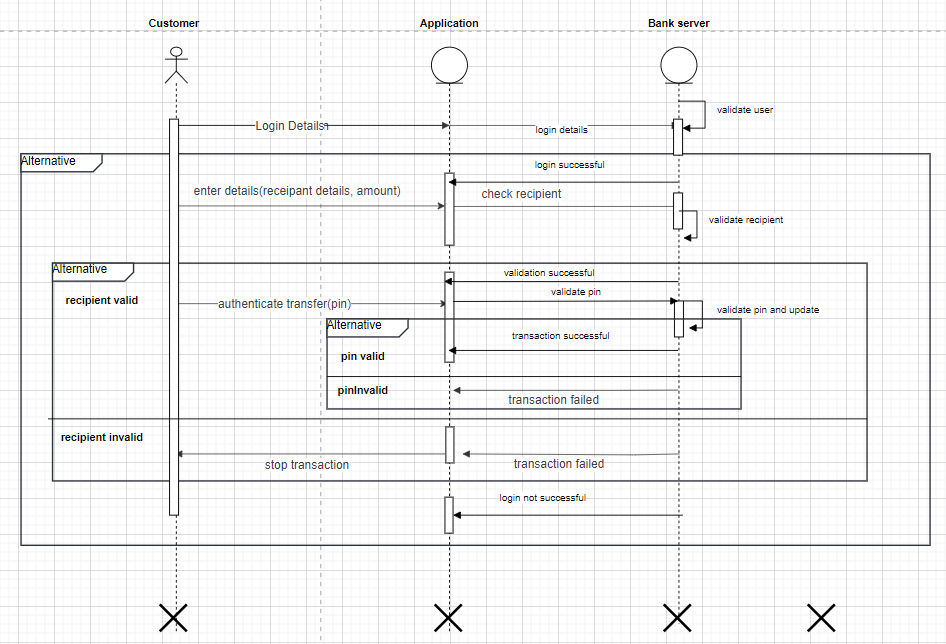 Customer
Application
Bank server
validate user
Login Details
login details
Alternative
login successful
enter details(receipant details, amount)
check recipient
validate recipient
Alternative
validation successful
validate pin
recipient valid
authenticate transfer(pin)
validate pin and update
Alternative
transaction successful
pin valid
pinInvalid
transaction failed
recipient invalid
stop transaction
transaction failed
login not successful